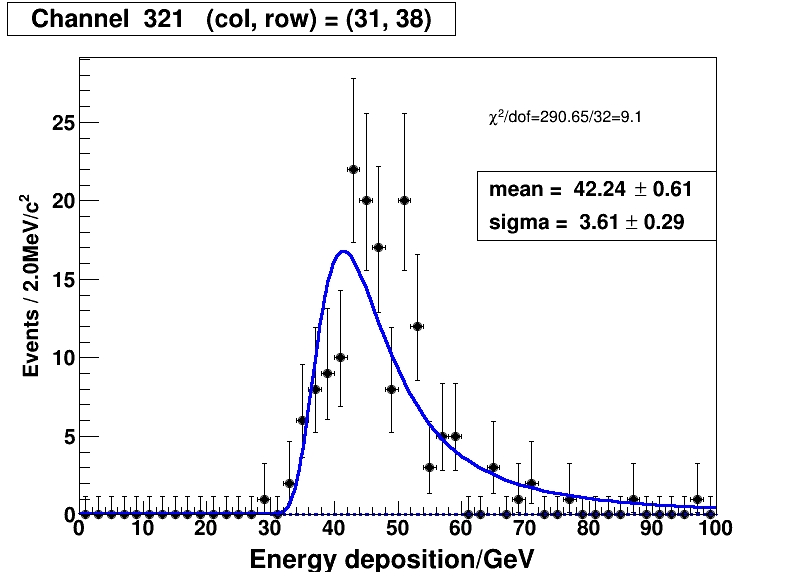 Channel 321 (col, row) = (31, 38)
χ²/dof=290.65/32=9.1
mean = 42.24 ± 0.61
sigma = 3.61 ± 0.29
Events / 2.0MeV/c²
25
20
15
10
5
0
0 10 20 30 40 50 60 70 80 90 100
Energy deposition/GeV